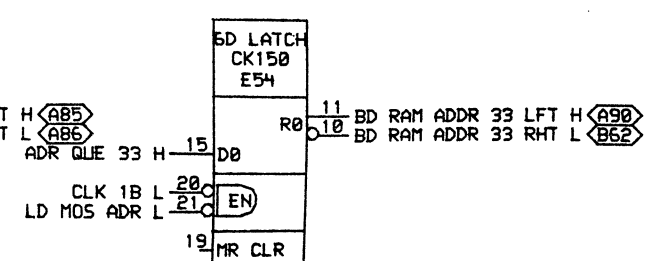 6D LATCH
CK150
E54
T H A85
T L A86
R0
11 BD RAM ADDR 33 LFT H A90
10 BD RAM ADDR 33 RHT L B62
ADR QUE 33 H 15 D0
CLK 1B L 20
LD MOS ADR L 21
EN
19 MR CLR